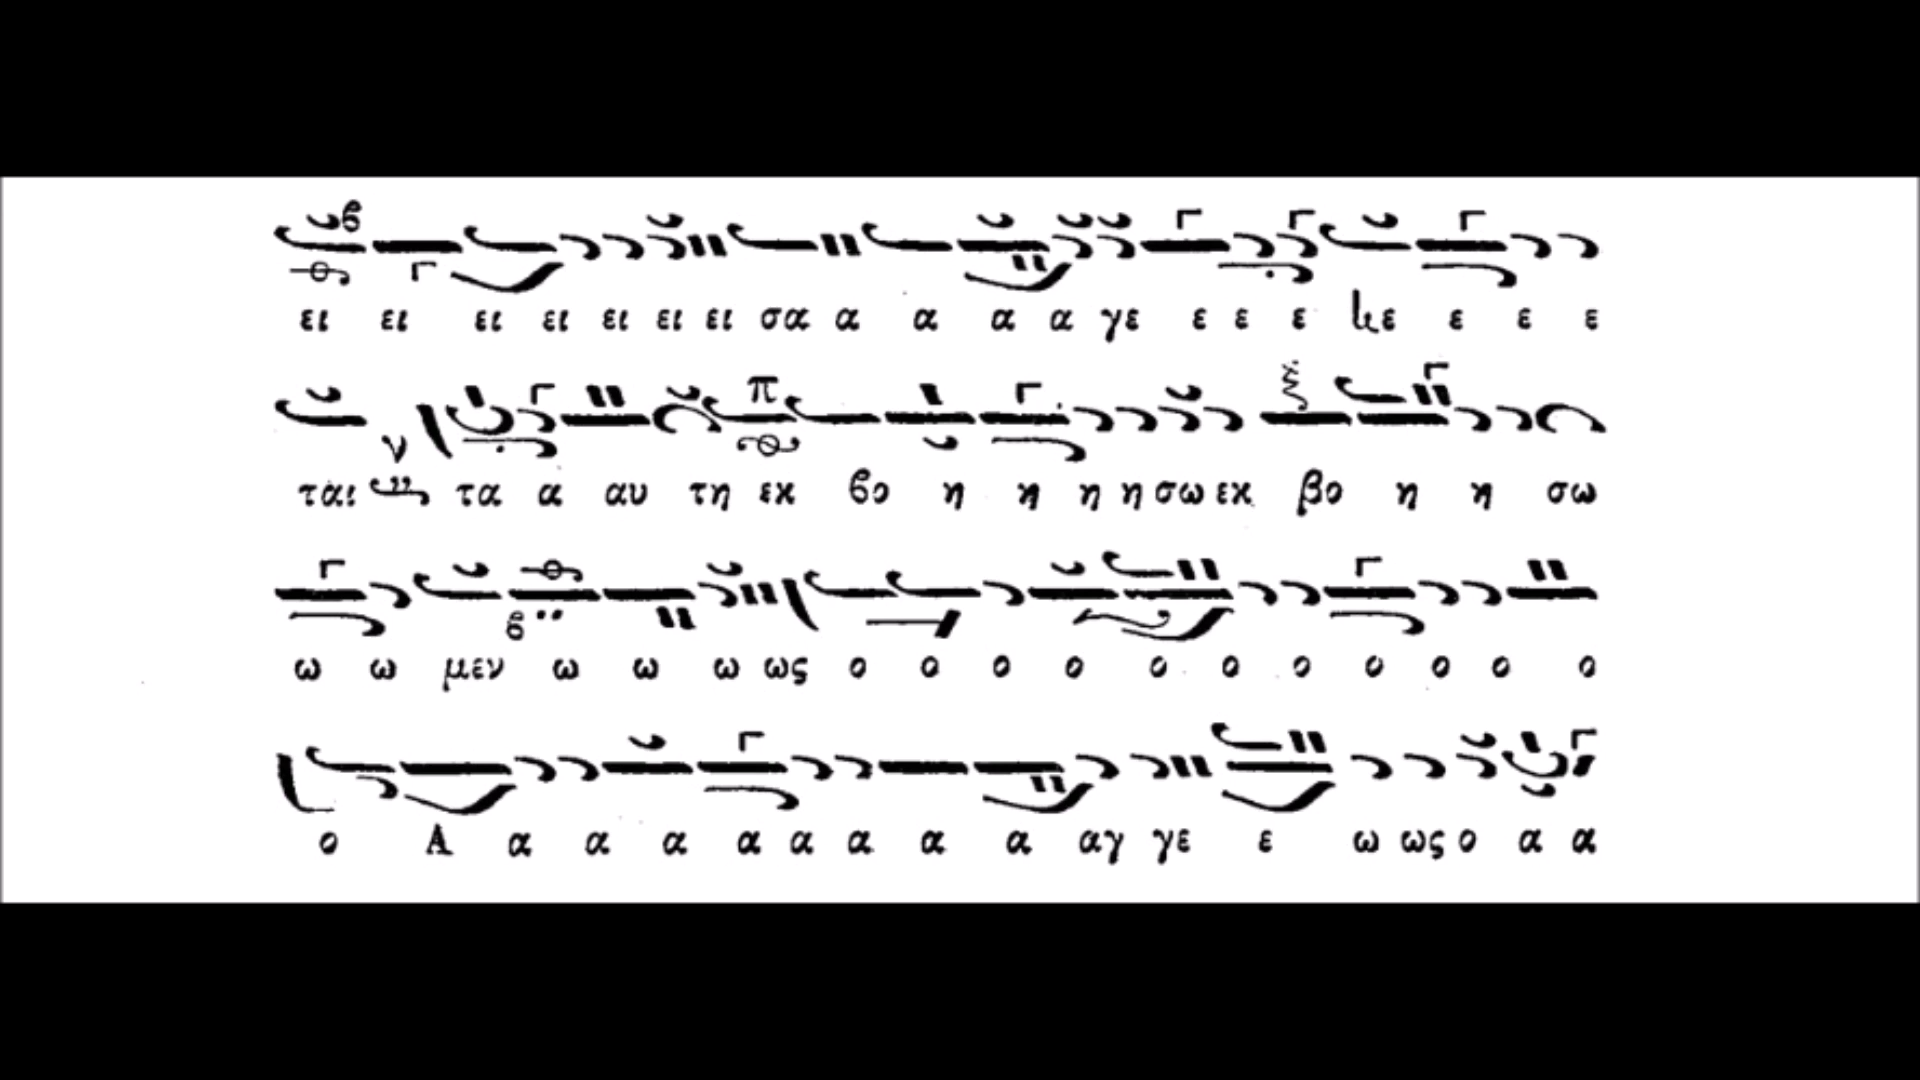 ει ει ει ει ει ει ει σα α α α α γε ε ε ε κε ε ε ε
ται τα α αυ τη εκ βο η η η η σω εκ βο η η σω
ω ω μεν ω ω ω ως ο ο ο ο ο ο ο ο ο ο ο
ο Α α α α α α α α α αγ γε ε ω ως ο α α